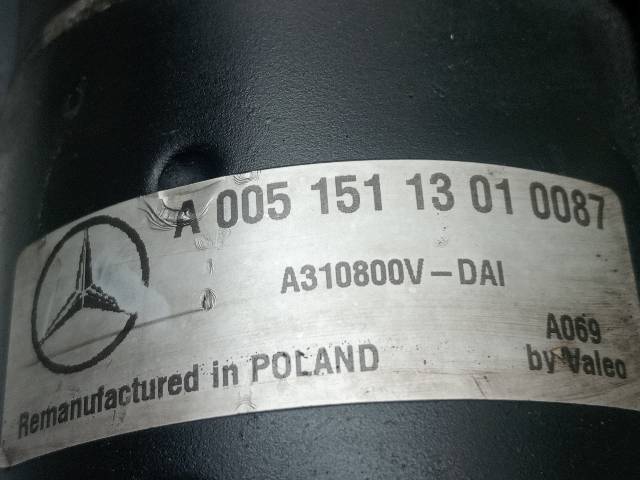 A 005 151 13 01 0087
A310800V-DAI
A069
Remanufactured in POLAND
by Valeo